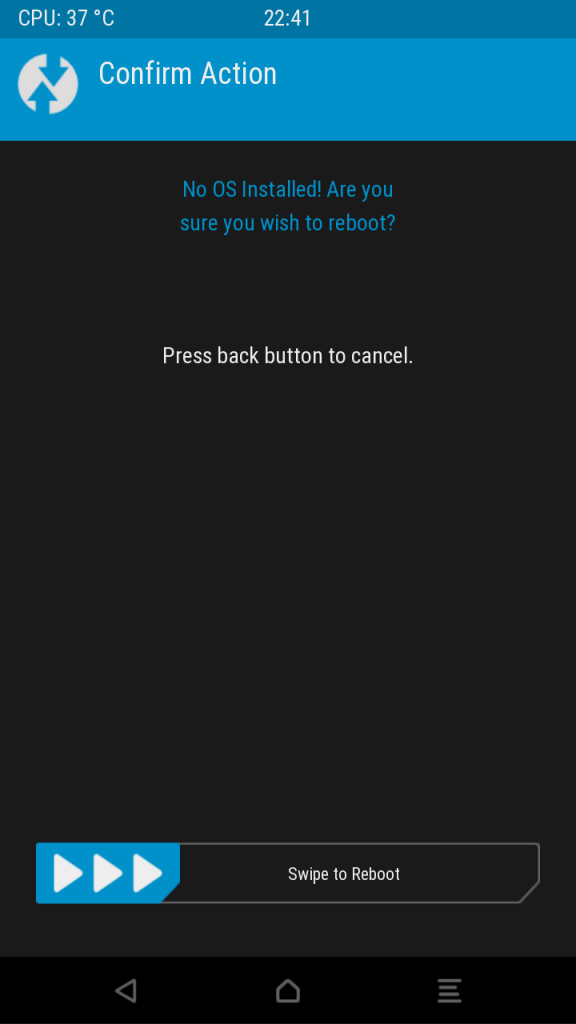 CPU: 37 °C 22:41
Confirm Action
No OS Installed! Are you
sure you wish to reboot?
Press back button to cancel.
Swipe to Reboot